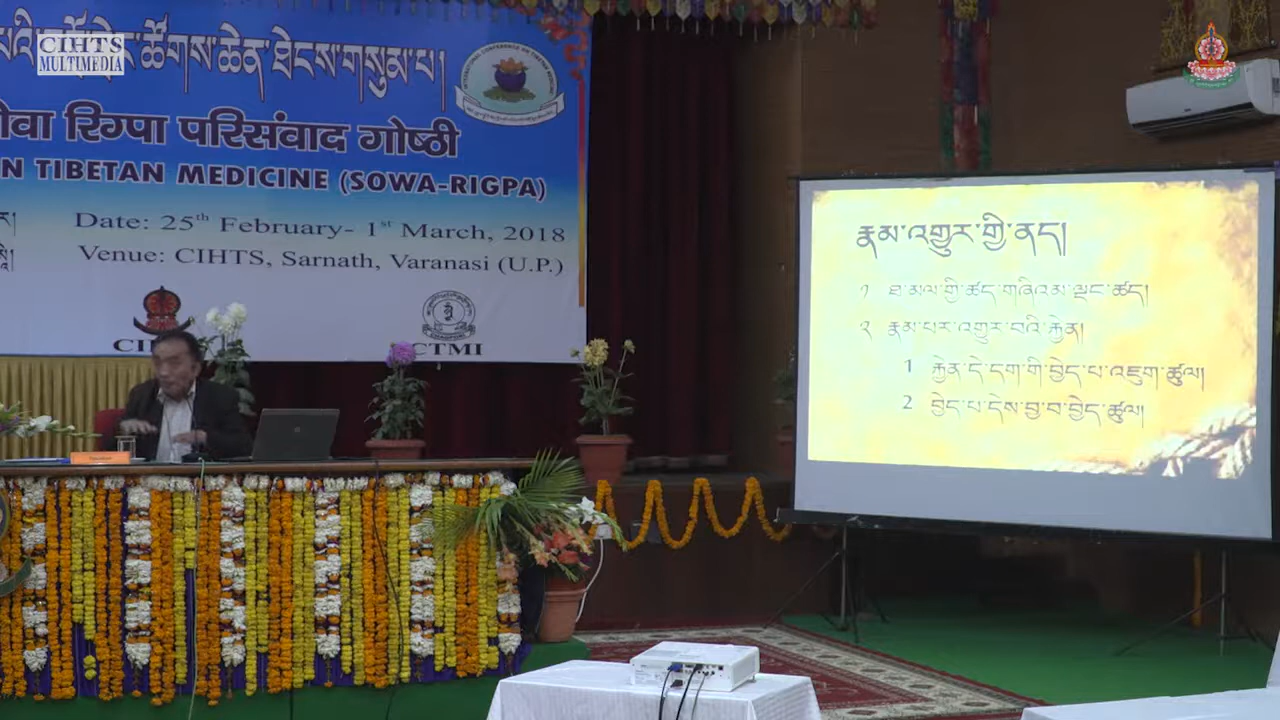 CIHTS
MULTIMEDIA
ཚོགས་ཆེན་ཐེངས་གསུམ་པ།
रिग्पा परिसंवाद गोष्ठी
N TIBETAN MEDICINE (SOWA-RIGPA)
Date: 25th February- 1st March, 2018
Venue: CIHTS, Sarnath, Varanasi (U.P.)
CTMI
རྣམ་འགྱུར་གྱི་ནད།
༡ ཐ་མལ་གྱི་ཚད་གཞིའམ་ལྡང་ཚད།
༢ རྣམ་པར་འགྱུར་བའི་རྐྱེན།
1 རྐྱེན་དེ་དག་གི་བྱེད་པ་འཇུག་ཚུལ།
2 བྱེད་པ་དེས་བྱ་བ་བྱེད་ཚུལ།